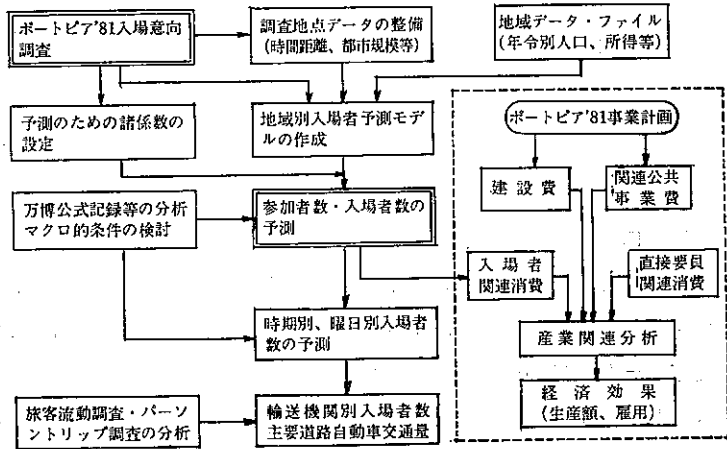 ポートピア'81入場意向
調査
調査地点データの整備
(時間距離、都市規模等)
地域データ・ファイル
(年令別人口、所得等)
予測のための諸係数の
設定
地域別入場者予測モデ
ルの作成
万博公式記録等の分析
マクロ的条件の検討
参加者数・入場者数の
予測
時期別、曜日別入場者
数の予測
旅客流動調査・パーソ
ントリップ調査の分析
輸送機関別入場者数
主要道路自動車交通量
ポートピア'81事業計画
建設費
関連公共
事業費
入場者
関連消費
直接要員
関連消費
産業関連分析
経済効果
(生産額、雇用)